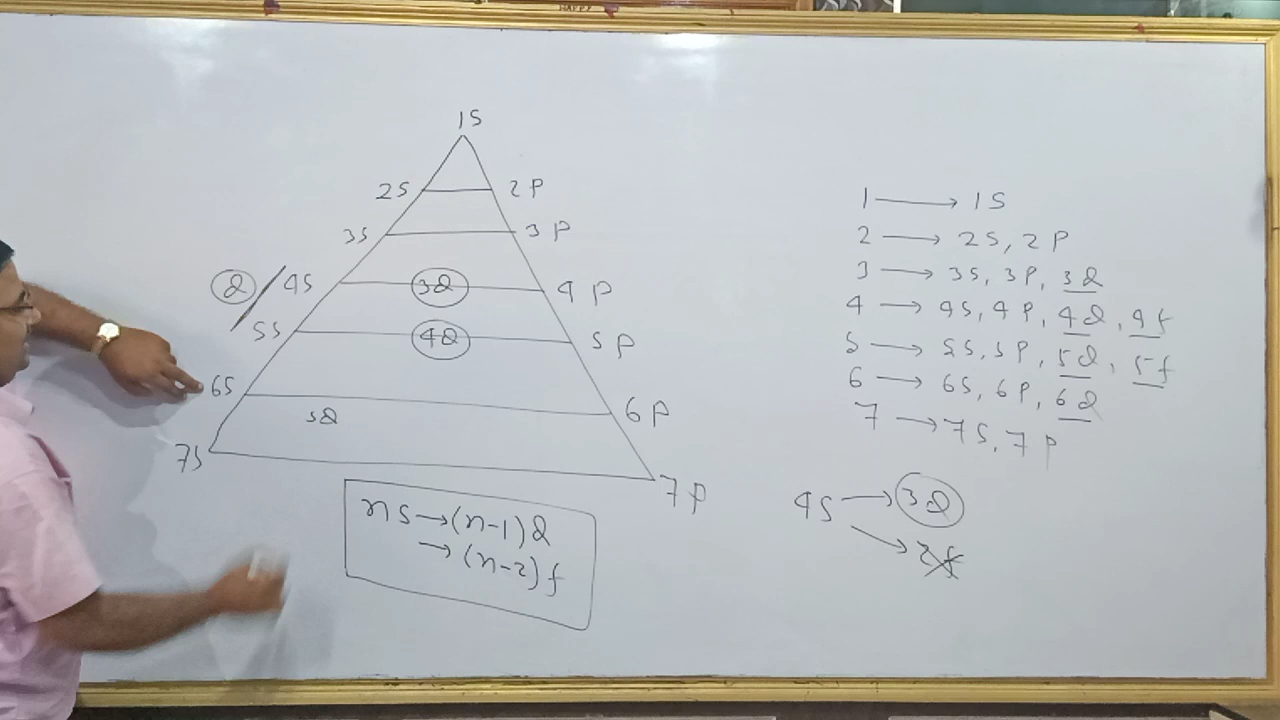 HAPPY
1S
2S 2P
3S 3P
d / 4S 3d 4P
5S 4d 5P
6S 6P
5d
7S 7P
nS → (n-1)d
→ (n-2)f
1 → 1S
2 → 2S, 2P
3 → 3S, 3P, 3d
4 → 4S, 4P, 4d, 4f
5 → 5S, 5P, 5d, 5f
6 → 6S, 6P, 6d
7 → 7S, 7P
4S → 3d
→ 2f